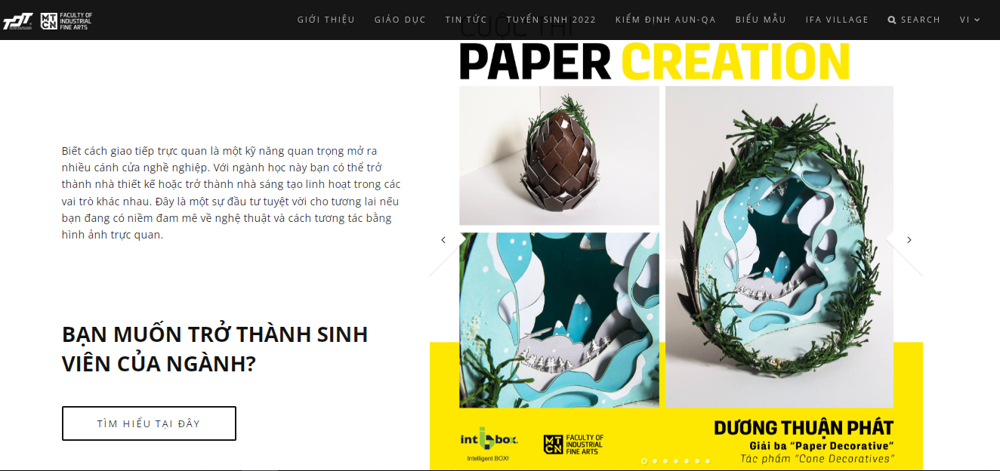 TDT
MT
CN
FACULTY OF
INDUSTRIAL
FINE ARTS
GIỚI THIỆU
GIÁO DỤC
TIN TỨC
TUYỂN SINH 2022
KIỂM ĐỊNH AUN-QA
BIỂU MẪU
IFA VILLAGE
SEARCH
VI
CUỘC THI
PAPER CREATION
Biết cách giao tiếp trực quan là một kỹ năng quan trọng mở ra
nhiều cánh cửa nghề nghiệp. Với ngành học này bạn có thể trở
thành nhà thiết kế hoặc trở thành nhà sáng tạo linh hoạt trong các
vai trò khác nhau. Đây là một sự đầu tư tuyệt vời cho tương lai nếu
bạn đang có niềm đam mê về nghệ thuật và cách tương tác bằng
hình ảnh trực quan.
BẠN MUỐN TRỞ THÀNH SINH
VIÊN CỦA NGÀNH?
TÌM HIỂU TẠI ĐÂY
int box.
Intelligent BOX!
MT
CN
FACULTY OF
INDUSTRIAL
FINE ARTS
DƯƠNG THUẬN PHÁT
Giải ba "Paper Decorative"
Tác phẩm "Cone Decoratives"